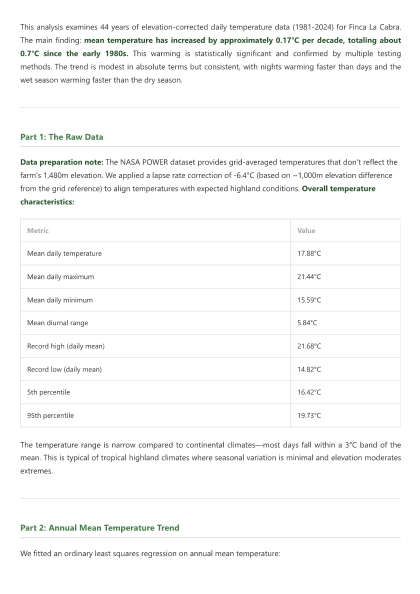 This analysis examines 44 years of elevation-corrected daily temperature data (1981-2024) for Finca La Cabra.
The main finding: mean temperature has increased by approximately 0.17°C per decade, totaling about
0.7°C since the early 1980s. This warming is statistically significant and confirmed by multiple testing
methods. The trend is modest in absolute terms but consistent, with nights warming faster than days and the
wet season warming faster than the dry season.
Part 1: The Raw Data
Data preparation note: The NASA POWER dataset provides grid-averaged temperatures that don't reflect the
farm's 1,480m elevation. We applied a lapse rate correction of -6.4°C (based on ~1,000m elevation difference
from the grid reference) to align temperatures with expected highland conditions. Overall temperature
characteristics:
Metric Value
Mean daily temperature 17.88°C
Mean daily maximum 21.44°C
Mean daily minimum 15.59°C
Mean diurnal range 5.84°C
Record high (daily mean) 21.68°C
Record low (daily mean) 14.82°C
5th percentile 16.42°C
95th percentile 19.73°C
The temperature range is narrow compared to continental climates—most days fall within a 3°C band of the
mean. This is typical of tropical highland climates where seasonal variation is minimal and elevation moderates
extremes.
Part 2: Annual Mean Temperature Trend
We fitted an ordinary least squares regression on annual mean temperature: